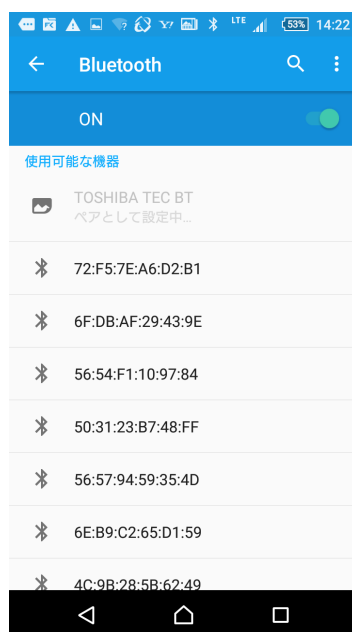 LTE 53% 14:22
Bluetooth
ON
使用可能な機器
TOSHIBA TEC BT
ペアとして設定中...
72:F5:7E:A6:D2:B1
6F:DB:AF:29:43:9E
56:54:F1:10:97:84
50:31:23:B7:48:FF
56:57:94:59:35:4D
6E:B9:C2:65:D1:59
4C:9B:28:5B:62:49